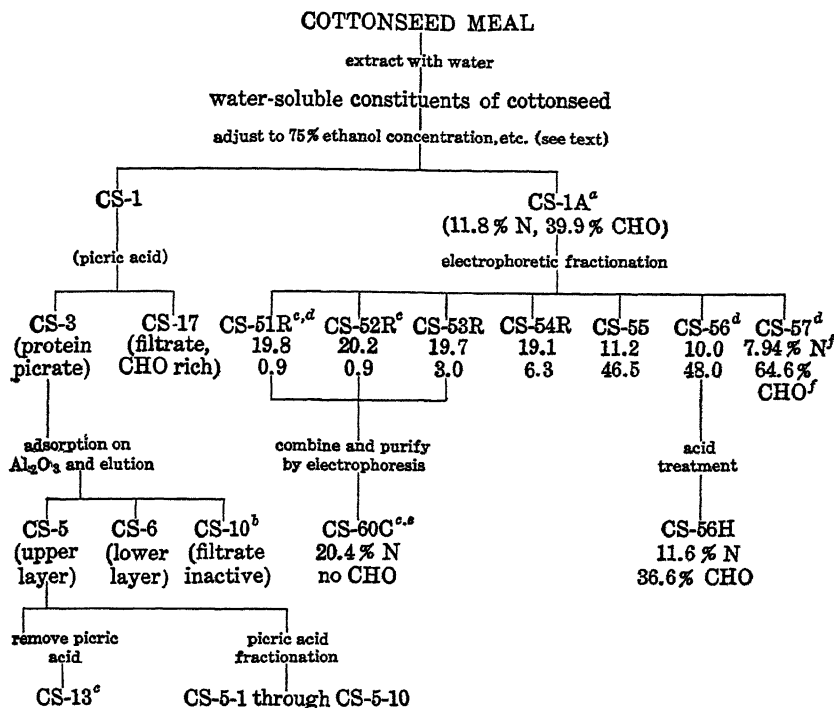 COTTONSEED MEAL
extract with water
water-soluble constituents of cottonseed
adjust to 75% ethanol concentration, etc. (see text)
CS-1
CS-1A^a
(11.8% N, 39.9% CHO)
(picric acid)
electrophoretic fractionation
CS-3 CS-17 CS-51R^c,d CS-52R^c CS-53R CS-54R CS-55 CS-56^d CS-57^d
(protein (filtrate, 19.8 20.2 19.7 19.1 11.2 10.0 7.94% N^f
picrate) CHO rich) 0.9 0.9 3.0 6.3 46.5 48.0 64.6%
CHO^f
adsorption on combine and purify acid
Al2O3 and elution by electrophoresis treatment
CS-5 CS-6 CS-10^b CS-60C^c,e CS-56H
(upper (lower (filtrate 20.4% N 11.6% N
layer) layer) inactive) no CHO 36.6% CHO
remove picric picric acid
acid fractionation
CS-13^c CS-5-1 through CS-5-10